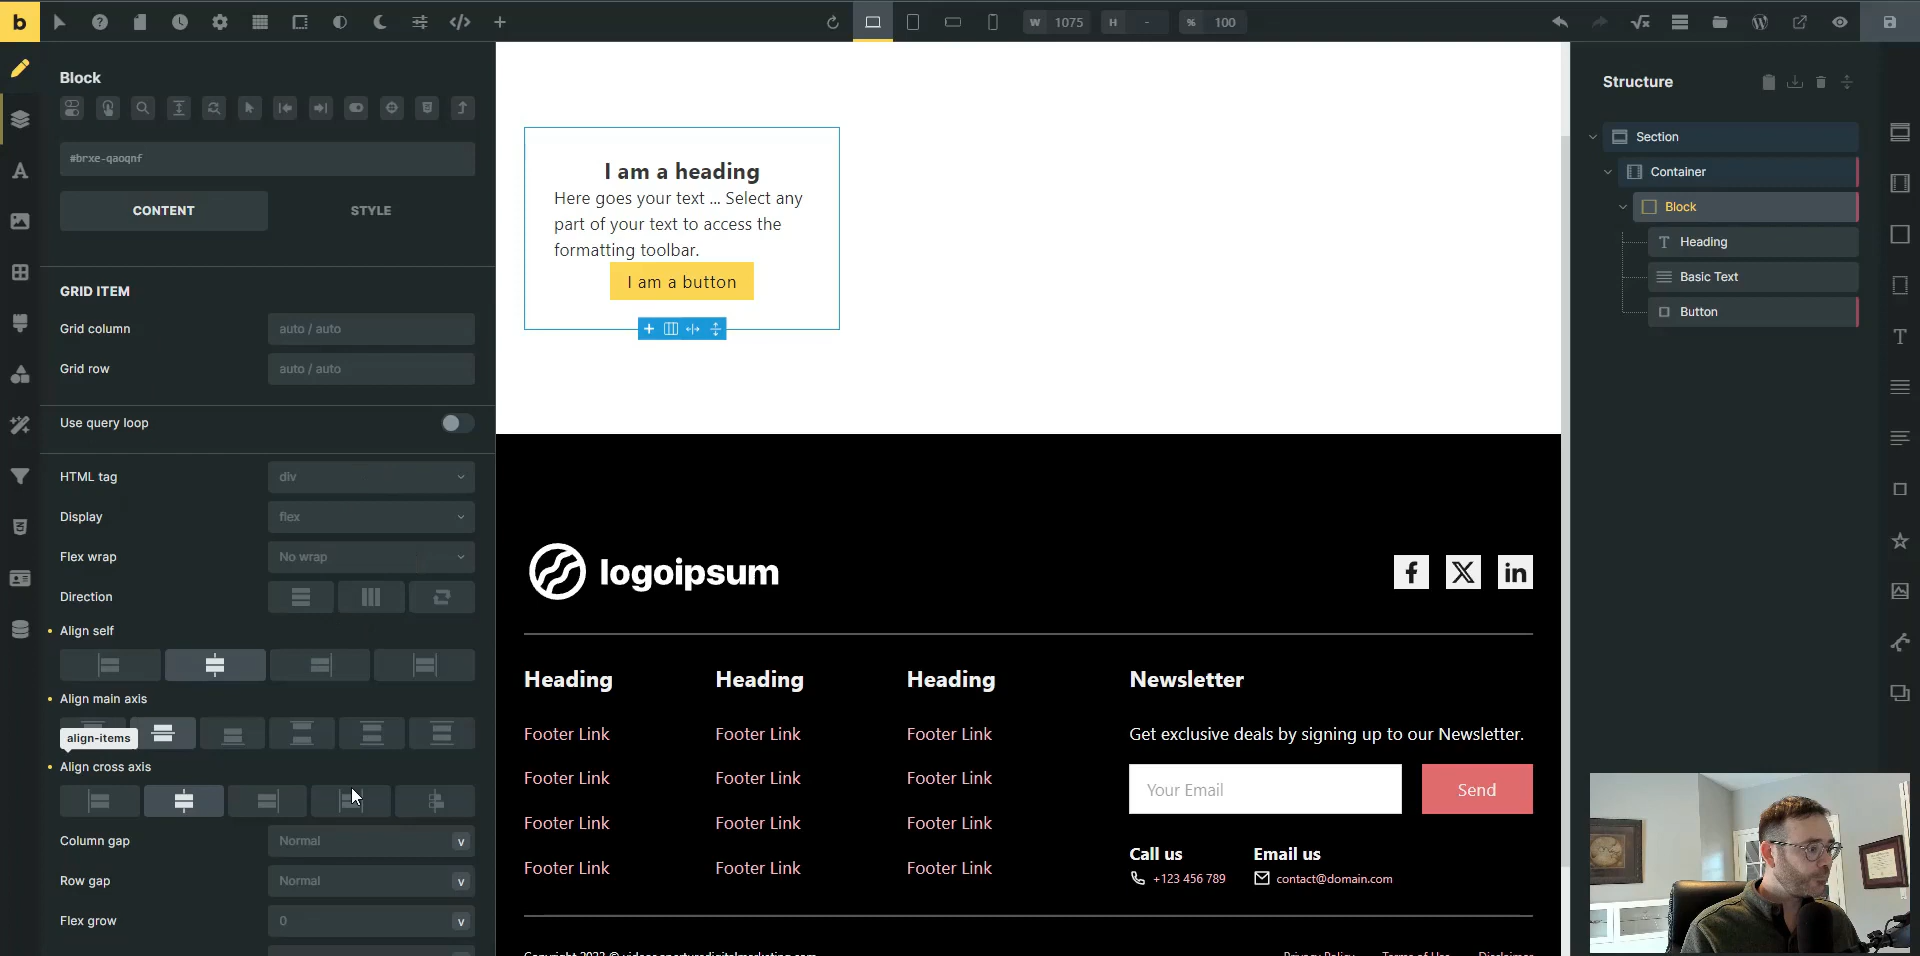 b
W 1075
H -
% 100
Block
#brxe-qaoqnf
CONTENT
STYLE
GRID ITEM
Grid column
auto / auto
Grid row
auto / auto
Use query loop
HTML tag
div
Display
flex
Flex wrap
No wrap
Direction
Align self
Align main axis
align-items
Align cross axis
Column gap
Normal
v
Row gap
Normal
v
Flex grow
0
v
I am a heading
Here goes your text ... Select any
part of your text to access the
formatting toolbar.
I am a button
logoipsum
Heading
Heading
Heading
Newsletter
Footer Link
Footer Link
Footer Link
Get exclusive deals by signing up to our Newsletter.
Footer Link
Footer Link
Footer Link
Your Email
Send
Footer Link
Footer Link
Footer Link
Call us
Email us
Footer Link
Footer Link
Footer Link
+123 456 789
contact@domain.com
Structure
Section
Container
Block
Heading
Basic Text
Button